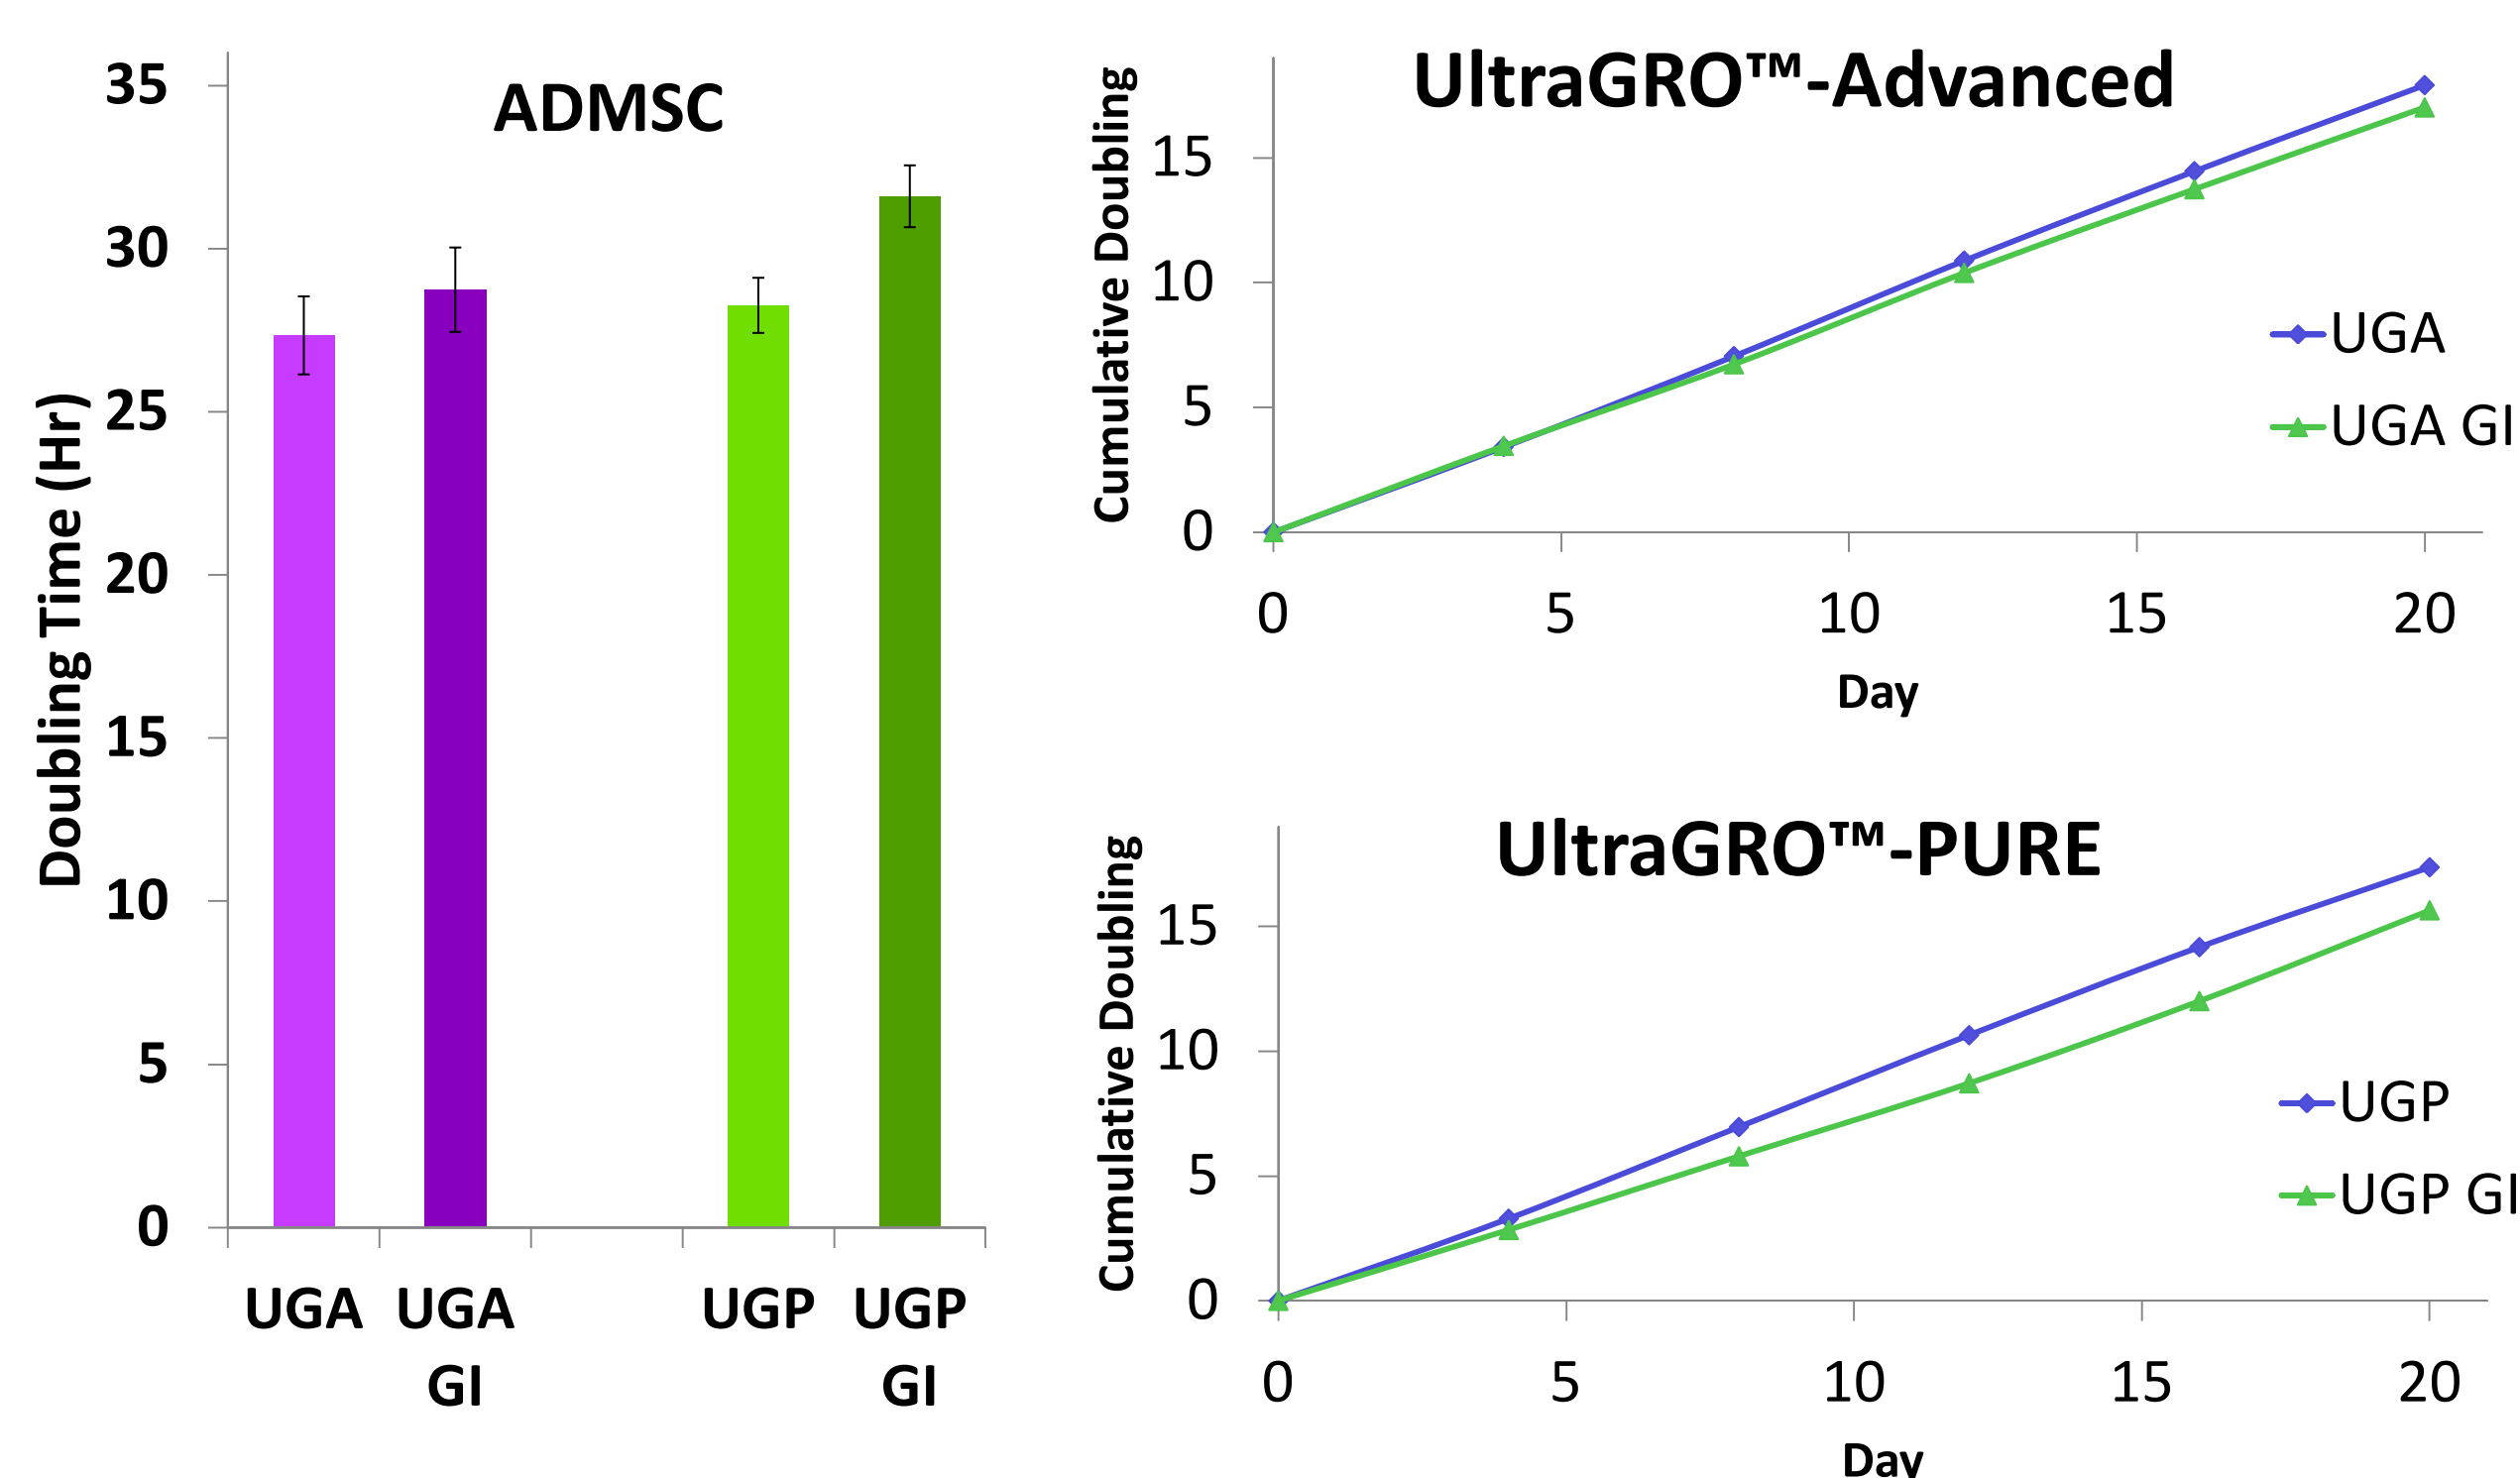 ADMSC
Doubling Time (Hr)
35
30
25
20
15
10
5
0
UGA UGA UGP UGP
GI GI
UltraGRO™-Advanced
Cumulative Doubling
15
10
5
0
0 5 10 15 20
Day
UGA
UGA GI
UltraGRO™-PURE
Cumulative Doubling
15
10
5
0
0 5 10 15 20
Day
UGP
UGP GI